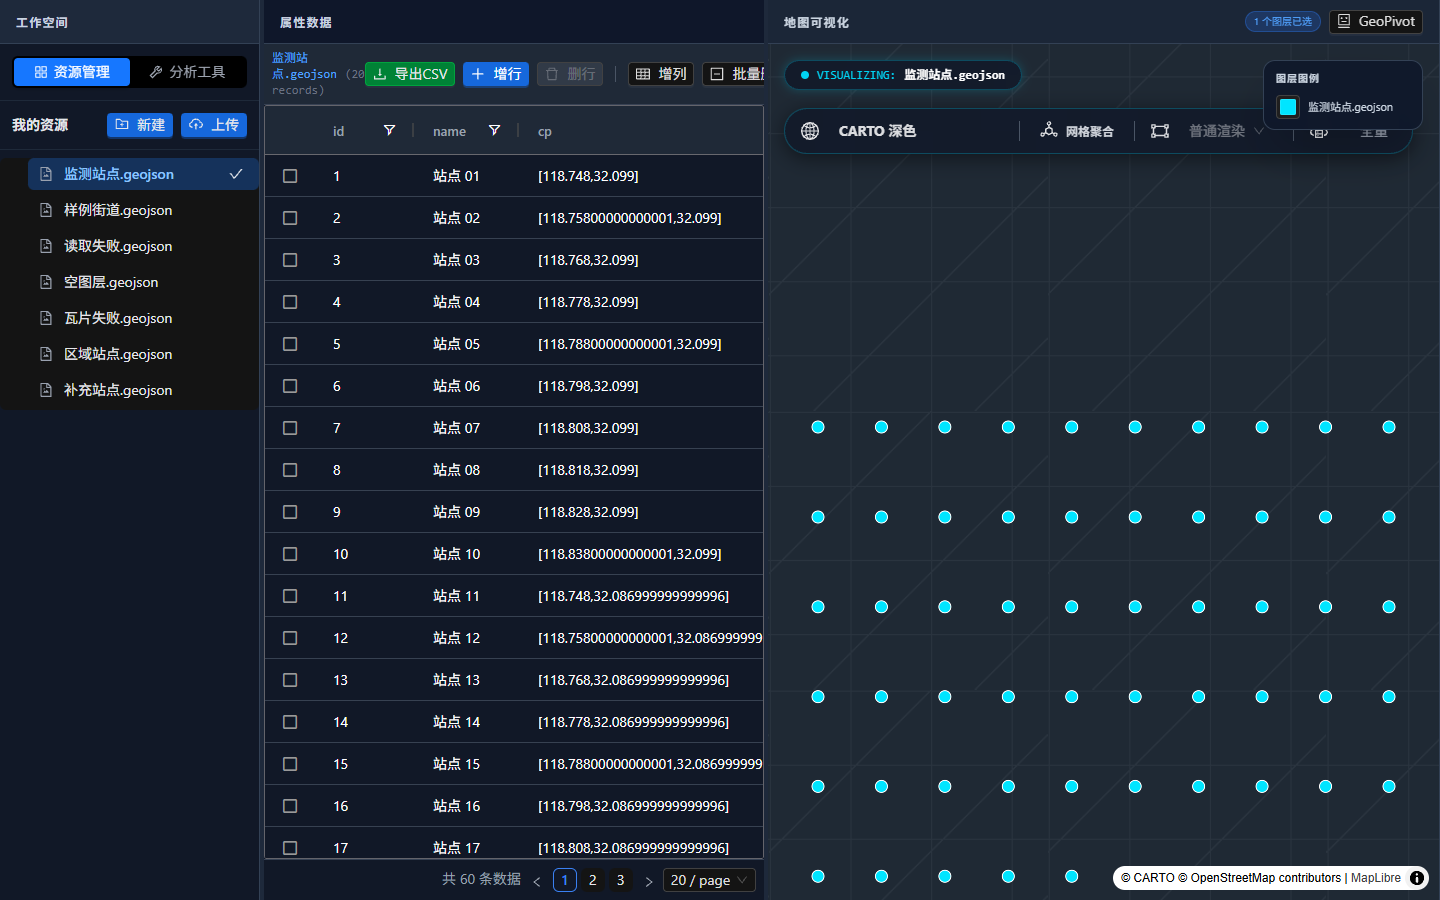 工作空间
资源管理
分析工具
我的资源
新建
上传
监测站点.geojson
样例街道.geojson
读取失败.geojson
空图层.geojson
瓦片失败.geojson
区域站点.geojson
补充站点.geojson
属性数据
监测站
点.geojson (20
records)
导出CSV
增行
删行
增列
批量
id name cp
1 站点 01 [118.748,32.099]
2 站点 02 [118.75800000000001,32.099]
3 站点 03 [118.768,32.099]
4 站点 04 [118.778,32.099]
5 站点 05 [118.78800000000001,32.099]
6 站点 06 [118.798,32.099]
7 站点 07 [118.808,32.099]
8 站点 08 [118.818,32.099]
9 站点 09 [118.828,32.099]
10 站点 10 [118.83800000000001,32.099]
11 站点 11 [118.748,32.086999999999996]
12 站点 12 [118.75800000000001,32.086999999
13 站点 13 [118.768,32.086999999999996]
14 站点 14 [118.778,32.086999999999996]
15 站点 15 [118.78800000000001,32.086999999
16 站点 16 [118.798,32.086999999999996]
17 站点 17 [118.808,32.086999999999996]
共 60 条数据
1 2 3
20 / page
地图可视化
1 个图层已选
GeoPivot
VISUALIZING: 监测站点.geojson
图层图例
监测站点.geojson
CARTO 深色
网格聚合
普通渲染
全量
© CARTO © OpenStreetMap contributors | MapLibre